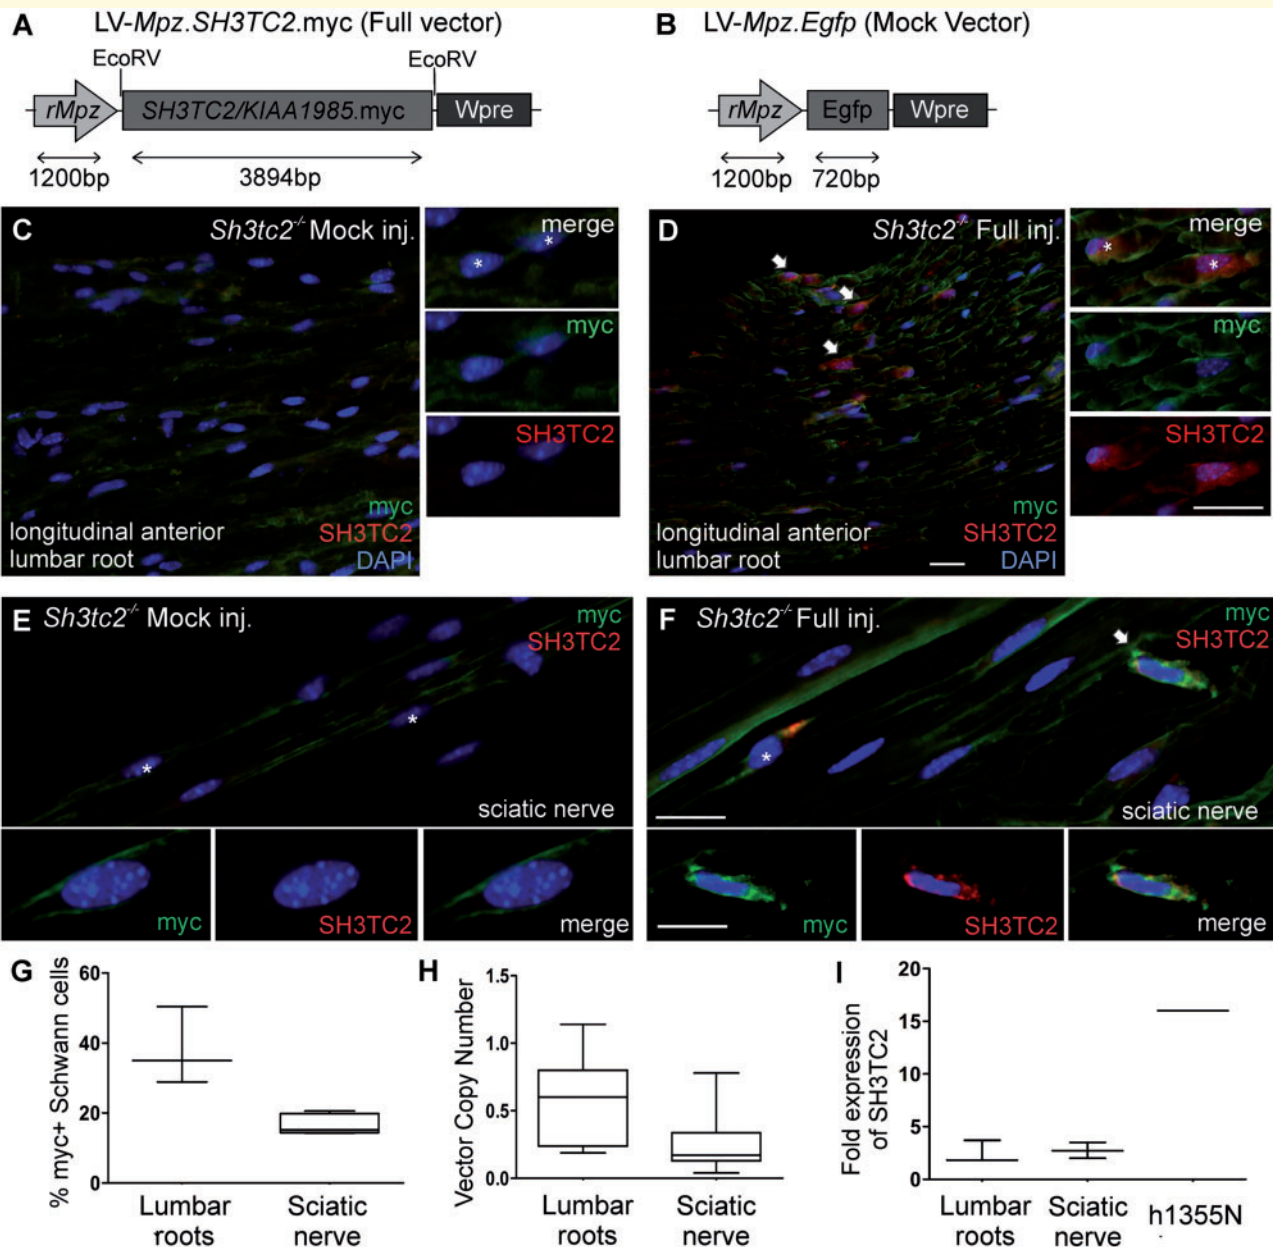 A LV-Mpz.SH3TC2.myc (Full vector)
EcoRV EcoRV
rMpz SH3TC2/KIAA1985.myc Wpre
1200bp 3894bp
B LV-Mpz.Egfp (Mock Vector)
rMpz Egfp Wpre
1200bp 720bp
C Sh3tc2-/- Mock inj.
longitudinal anterior
lumbar root
myc
SH3TC2
DAPI
merge
* *
myc
SH3TC2
D Sh3tc2-/- Full inj.
longitudinal anterior
lumbar root
myc
SH3TC2
DAPI
merge
* *
myc
SH3TC2
E Sh3tc2-/- Mock inj.
myc
SH3TC2
*
*
sciatic nerve
myc
SH3TC2
merge
F Sh3tc2-/- Full inj.
myc
SH3TC2
*
sciatic nerve
myc
SH3TC2
merge
G
% myc+ Schwann cells
60
40
20
0
Lumbar
roots
Sciatic
nerve
H
Vector Copy Number
1.5
1.0
0.5
0.0
Lumbar
roots
Sciatic
nerve
I
Fold expression
of SH3TC2
20
15
10
5
0
Lumbar
roots
Sciatic
nerve
h1355N